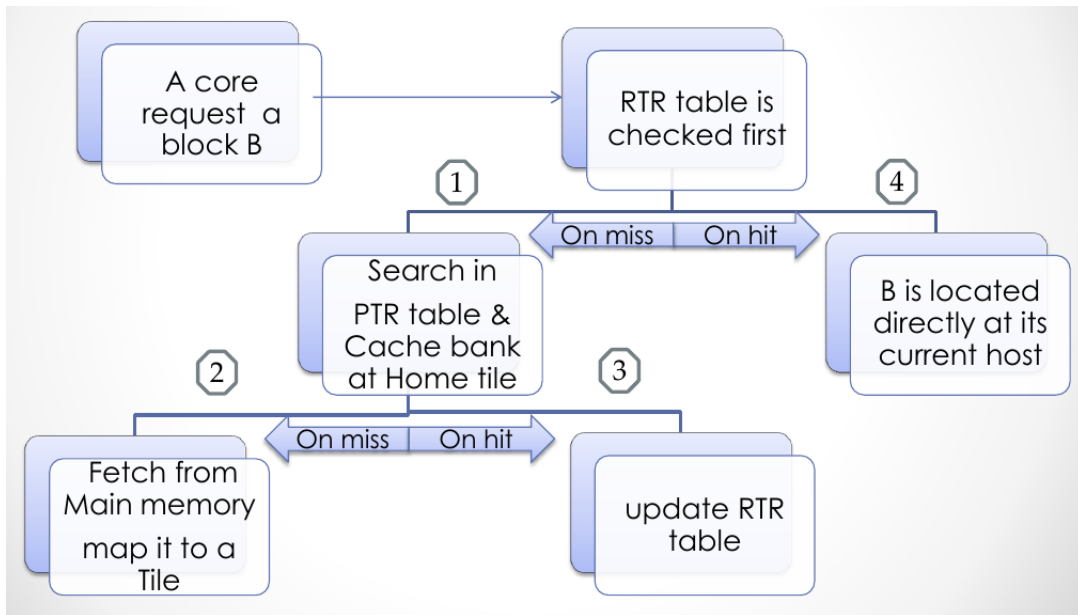 A core
request a
block B
RTR table is
checked first
1
4
On miss
On hit
Search in
PTR table &
Cache bank
at Home tile
B is located
directly at its
current host
2
3
On miss
On hit
Fetch from
Main memory
map it to a
Tile
update RTR
table